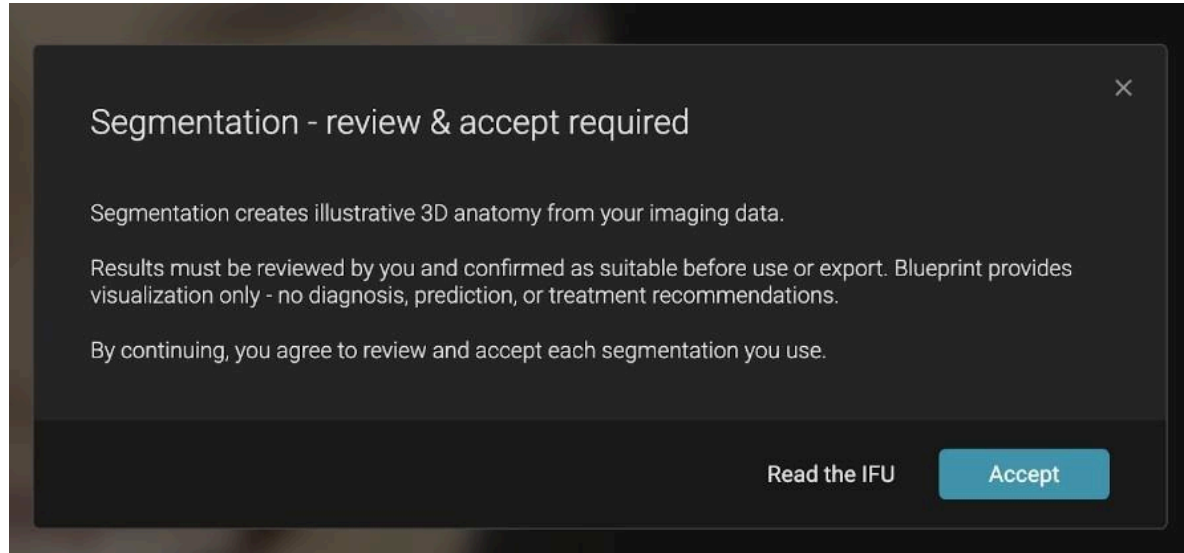 Segmentation - review & accept required
Segmentation creates illustrative 3D anatomy from your imaging data.
Results must be reviewed by you and confirmed as suitable before use or export. Blueprint provides
visualization only - no diagnosis, prediction, or treatment recommendations.
By continuing, you agree to review and accept each segmentation you use.
Read the IFU
Accept